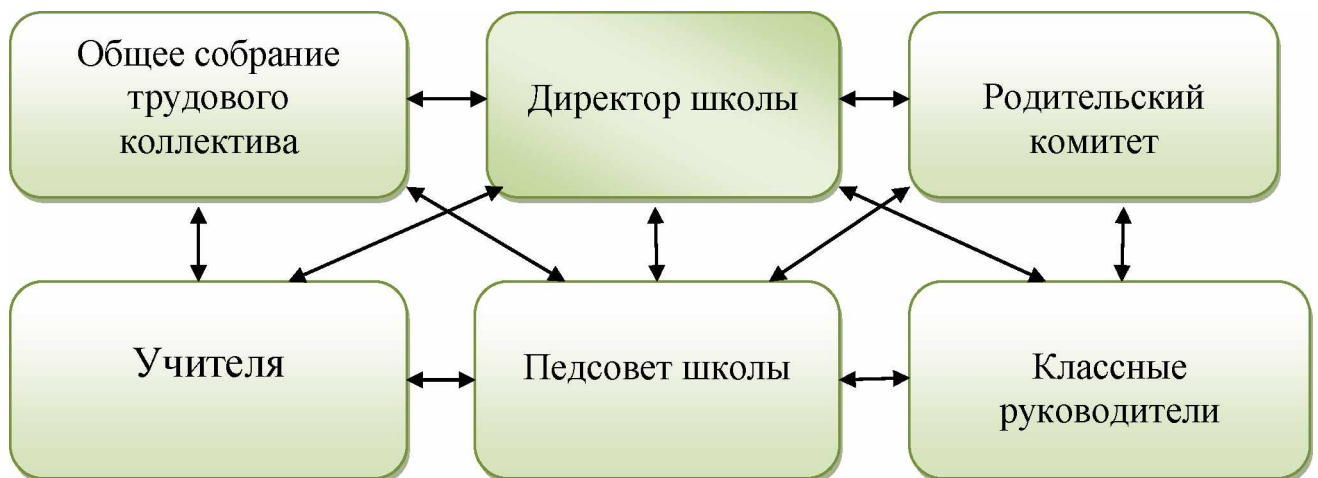 Общее собрание
трудового
коллектива
Директор школы
Родительский
комитет
Учителя
Педсовет школы
Классные
руководители